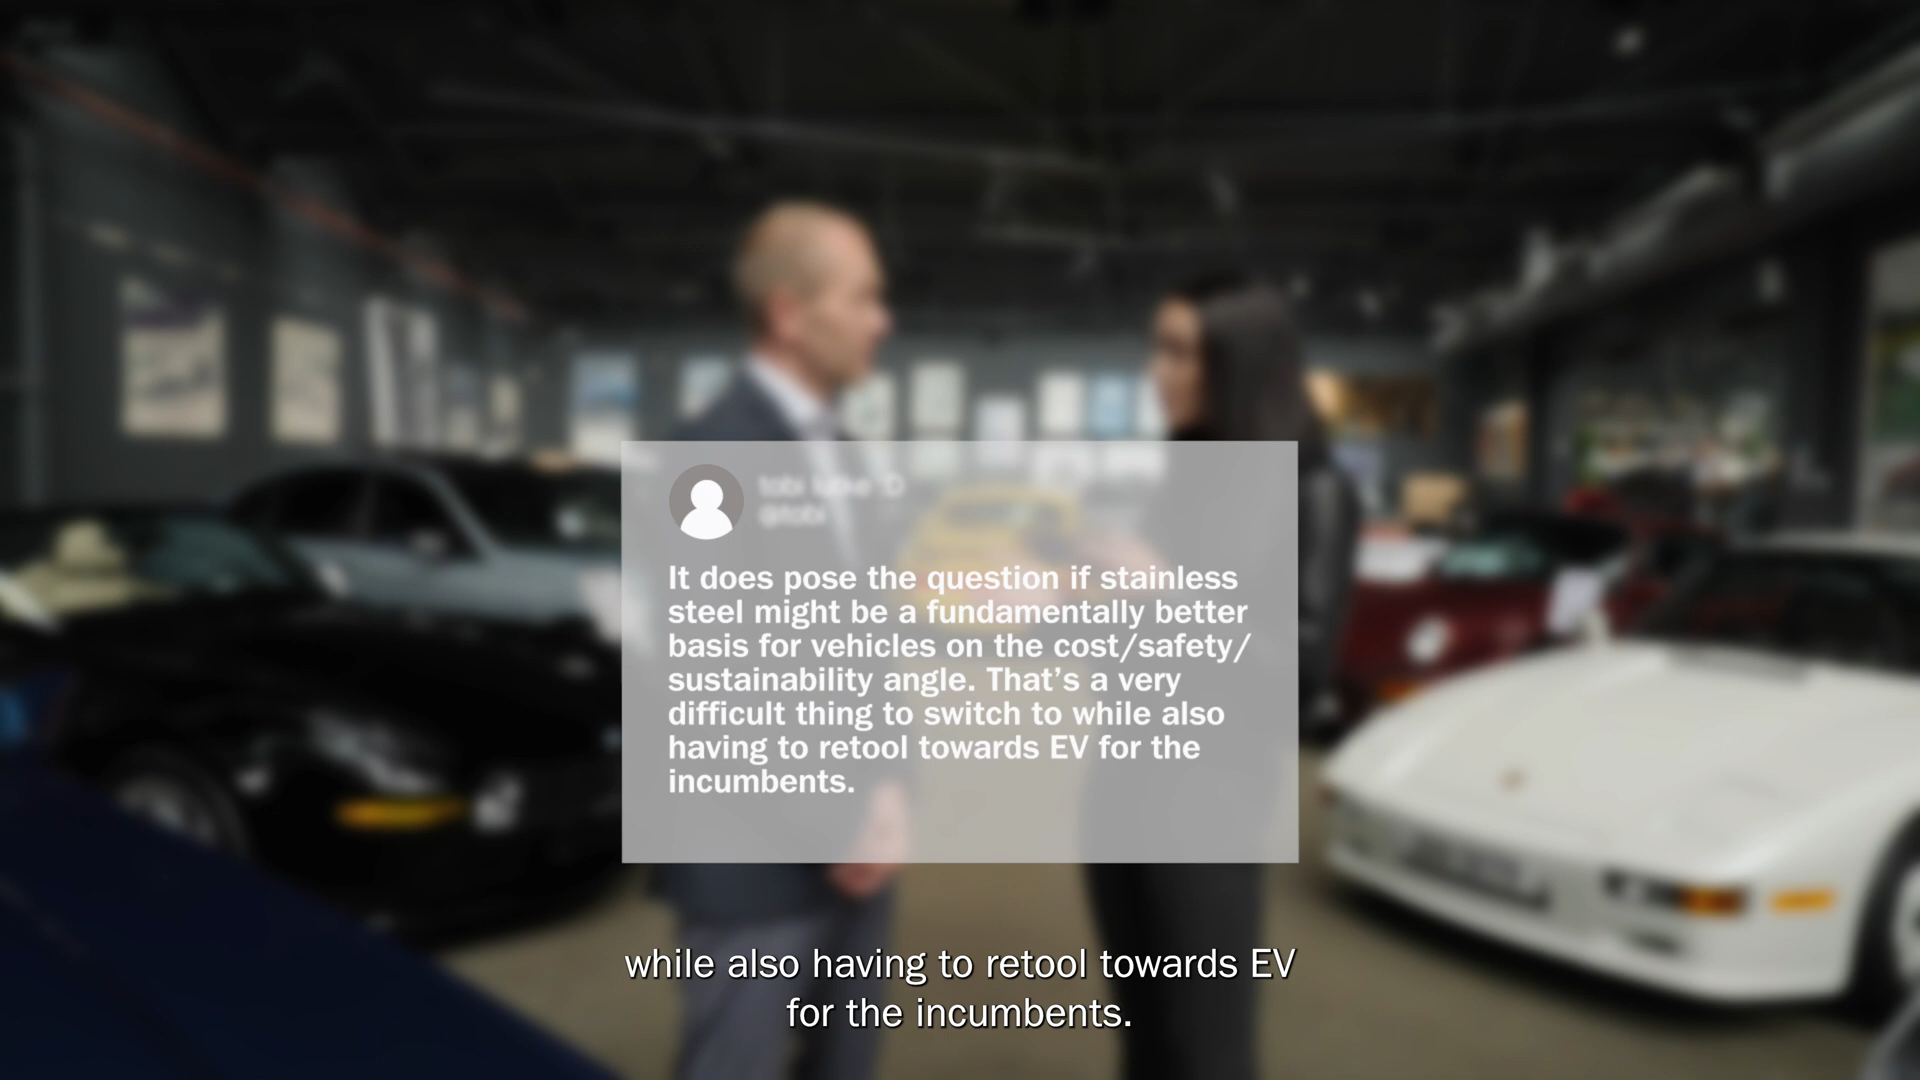 @tobi
It does pose the question if stainless
steel might be a fundamentally better
basis for vehicles on the cost/safety/
sustainability angle. That’s a very
difficult thing to switch to while also
having to retool towards EV for the
incumbents.
while also having to retool towards EV
for the incumbents.